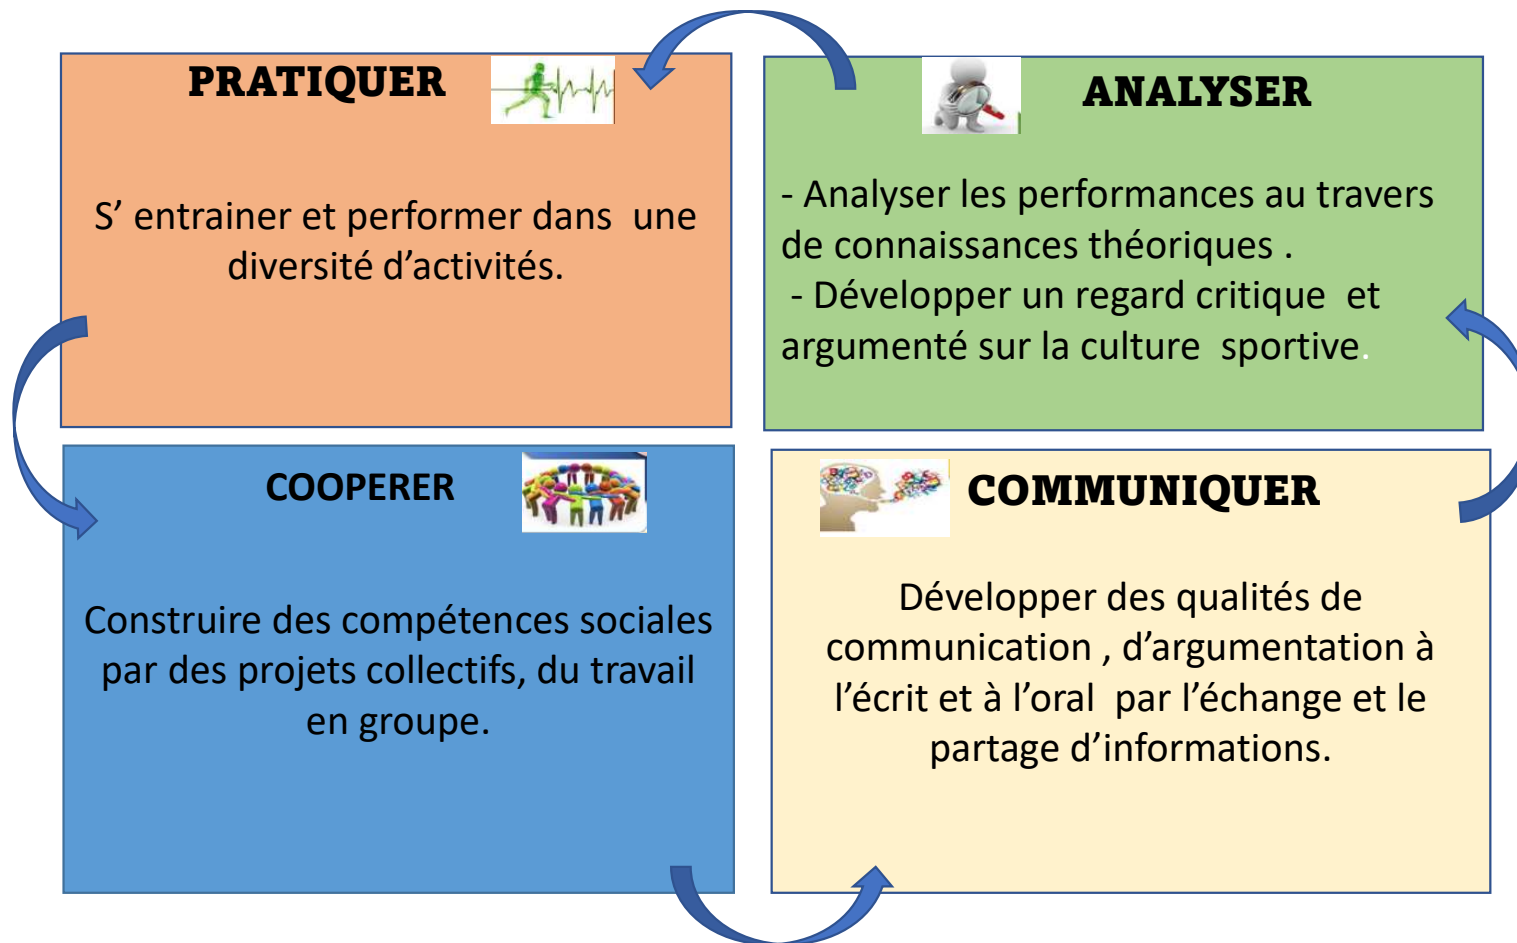 PRATIQUER
S’ entrainer et performer dans une
diversité d’activités.
ANALYSER
- Analyser les performances au travers
de connaissances théoriques .
- Développer un regard critique et
argumenté sur la culture sportive.
COOPERER
Construire des compétences sociales
par des projets collectifs, du travail
en groupe.
COMMUNIQUER
Développer des qualités de
communication , d’argumentation à
l’écrit et à l’oral par l’échange et le
partage d’informations.